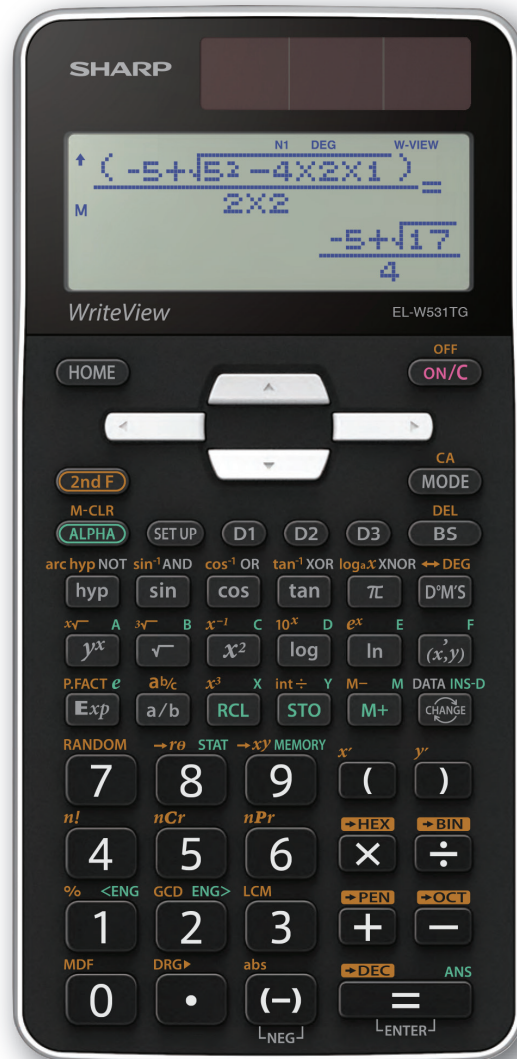 SHARP
N1 DEG W-VIEW
(-5+√5²-4×2×1)
=
M
2×2
-5+√17
4
WriteView EL-W531TG
OFF
HOME ON/C
CA
2nd F MODE
M-CLR DEL
ALPHA SET UP D1 D2 D3 BS
arc hyp NOT sin⁻¹ AND cos⁻¹ OR tan⁻¹ XOR logₐx XNOR ↔DEG
hyp sin cos tan π D°M'S
ˣ√ A ³√ B x⁻¹ C 10ˣ D eˣ E F
yˣ √ x² log ln (x,y)
P.FACT e ab/c x³ X int÷ Y M− M DATA INS-D
Exp a/b RCL STO M+ CHANGE
RANDOM →rθ STAT →xy MEMORY x′ y′
7 8 9 ( )
n! nCr nPr →HEX →BIN
4 5 6 × ÷
% <ENG GCD ENG> LCM →PEN →OCT
1 2 3 + −
MDF DRG▶ abs →DEC ANS
0 • (−) =
NEG ENTER